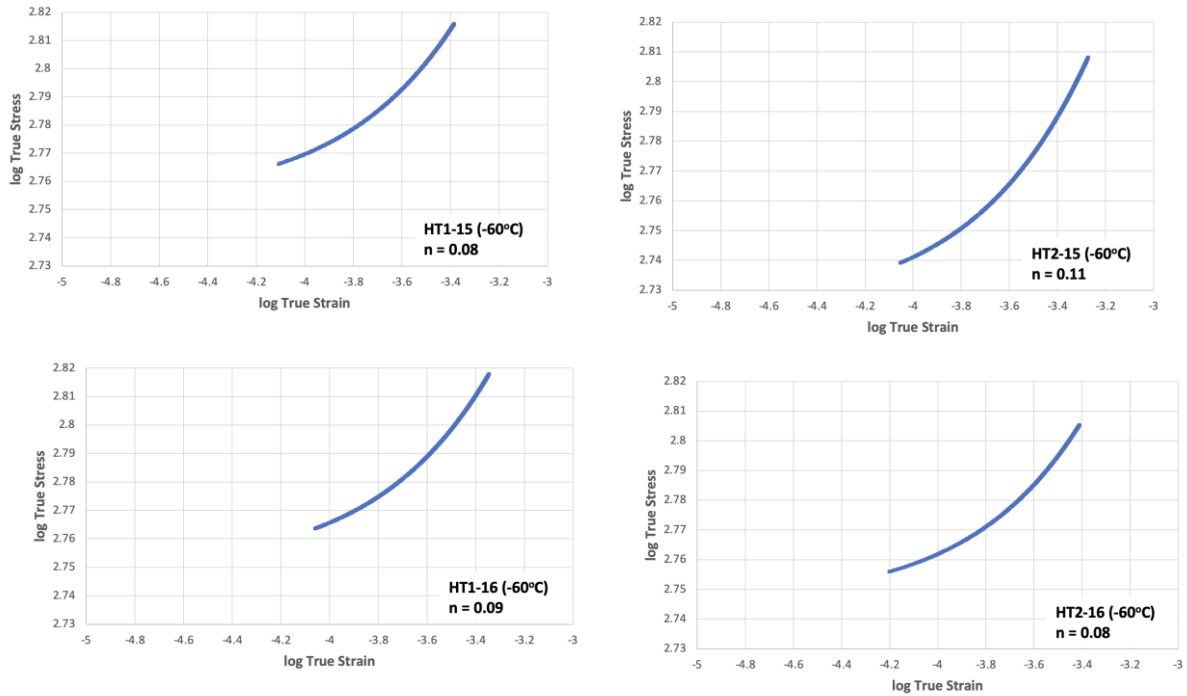 2.82
2.81
2.8
2.79
2.78
2.77
2.76
2.75
2.74
2.73
log True Stress
-5 -4.8 -4.6 -4.4 -4.2 -4 -3.8 -3.6 -3.4 -3.2 -3
log True Strain
HT1-15 (-60°C)
n = 0.08
2.82
2.81
2.8
2.79
2.78
2.77
2.76
2.75
2.74
2.73
log True Stress
-5 -4.8 -4.6 -4.4 -4.2 -4 -3.8 -3.6 -3.4 -3.2 -3
log True Strain
HT2-15 (-60°C)
n = 0.11
2.82
2.81
2.8
2.79
2.78
2.77
2.76
2.75
2.74
2.73
log True Stress
-5 -4.8 -4.6 -4.4 -4.2 -4 -3.8 -3.6 -3.4 -3.2 -3
log True Strain
HT1-16 (-60°C)
n = 0.09
2.82
2.81
2.8
2.79
2.78
2.77
2.76
2.75
2.74
2.73
log True Stress
-5 -4.8 -4.6 -4.4 -4.2 -4 -3.8 -3.6 -3.4 -3.2 -3
log True Strain
HT2-16 (-60°C)
n = 0.08